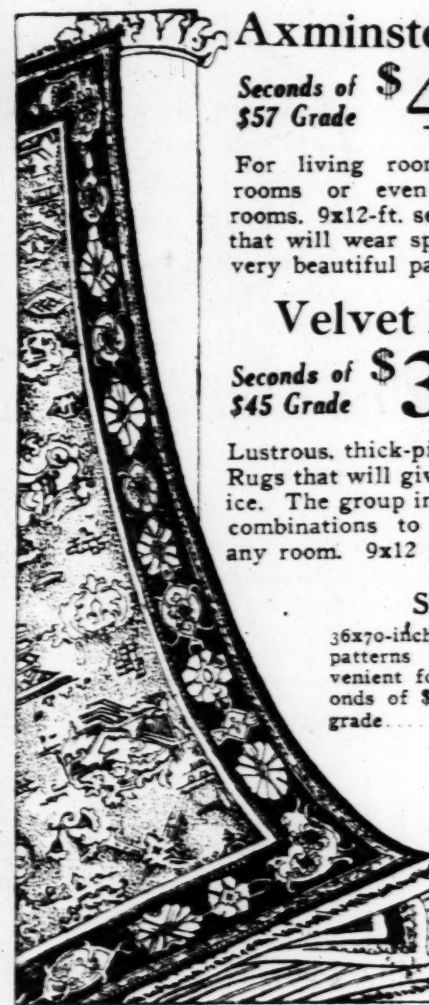 Axminste
Seconds of $4
$57 Grade
For living roon
rooms or even
rooms. 9x12-ft. se
that will wear sp
very beautiful pa
Velvet
Seconds of $3
$45 Grade
Lustrous, thick-pi
Rugs that will giv
ice. The group in
combinations to
any room. 9x12
S
36x70-inch
patterns
venient fo
onds of $
grade....